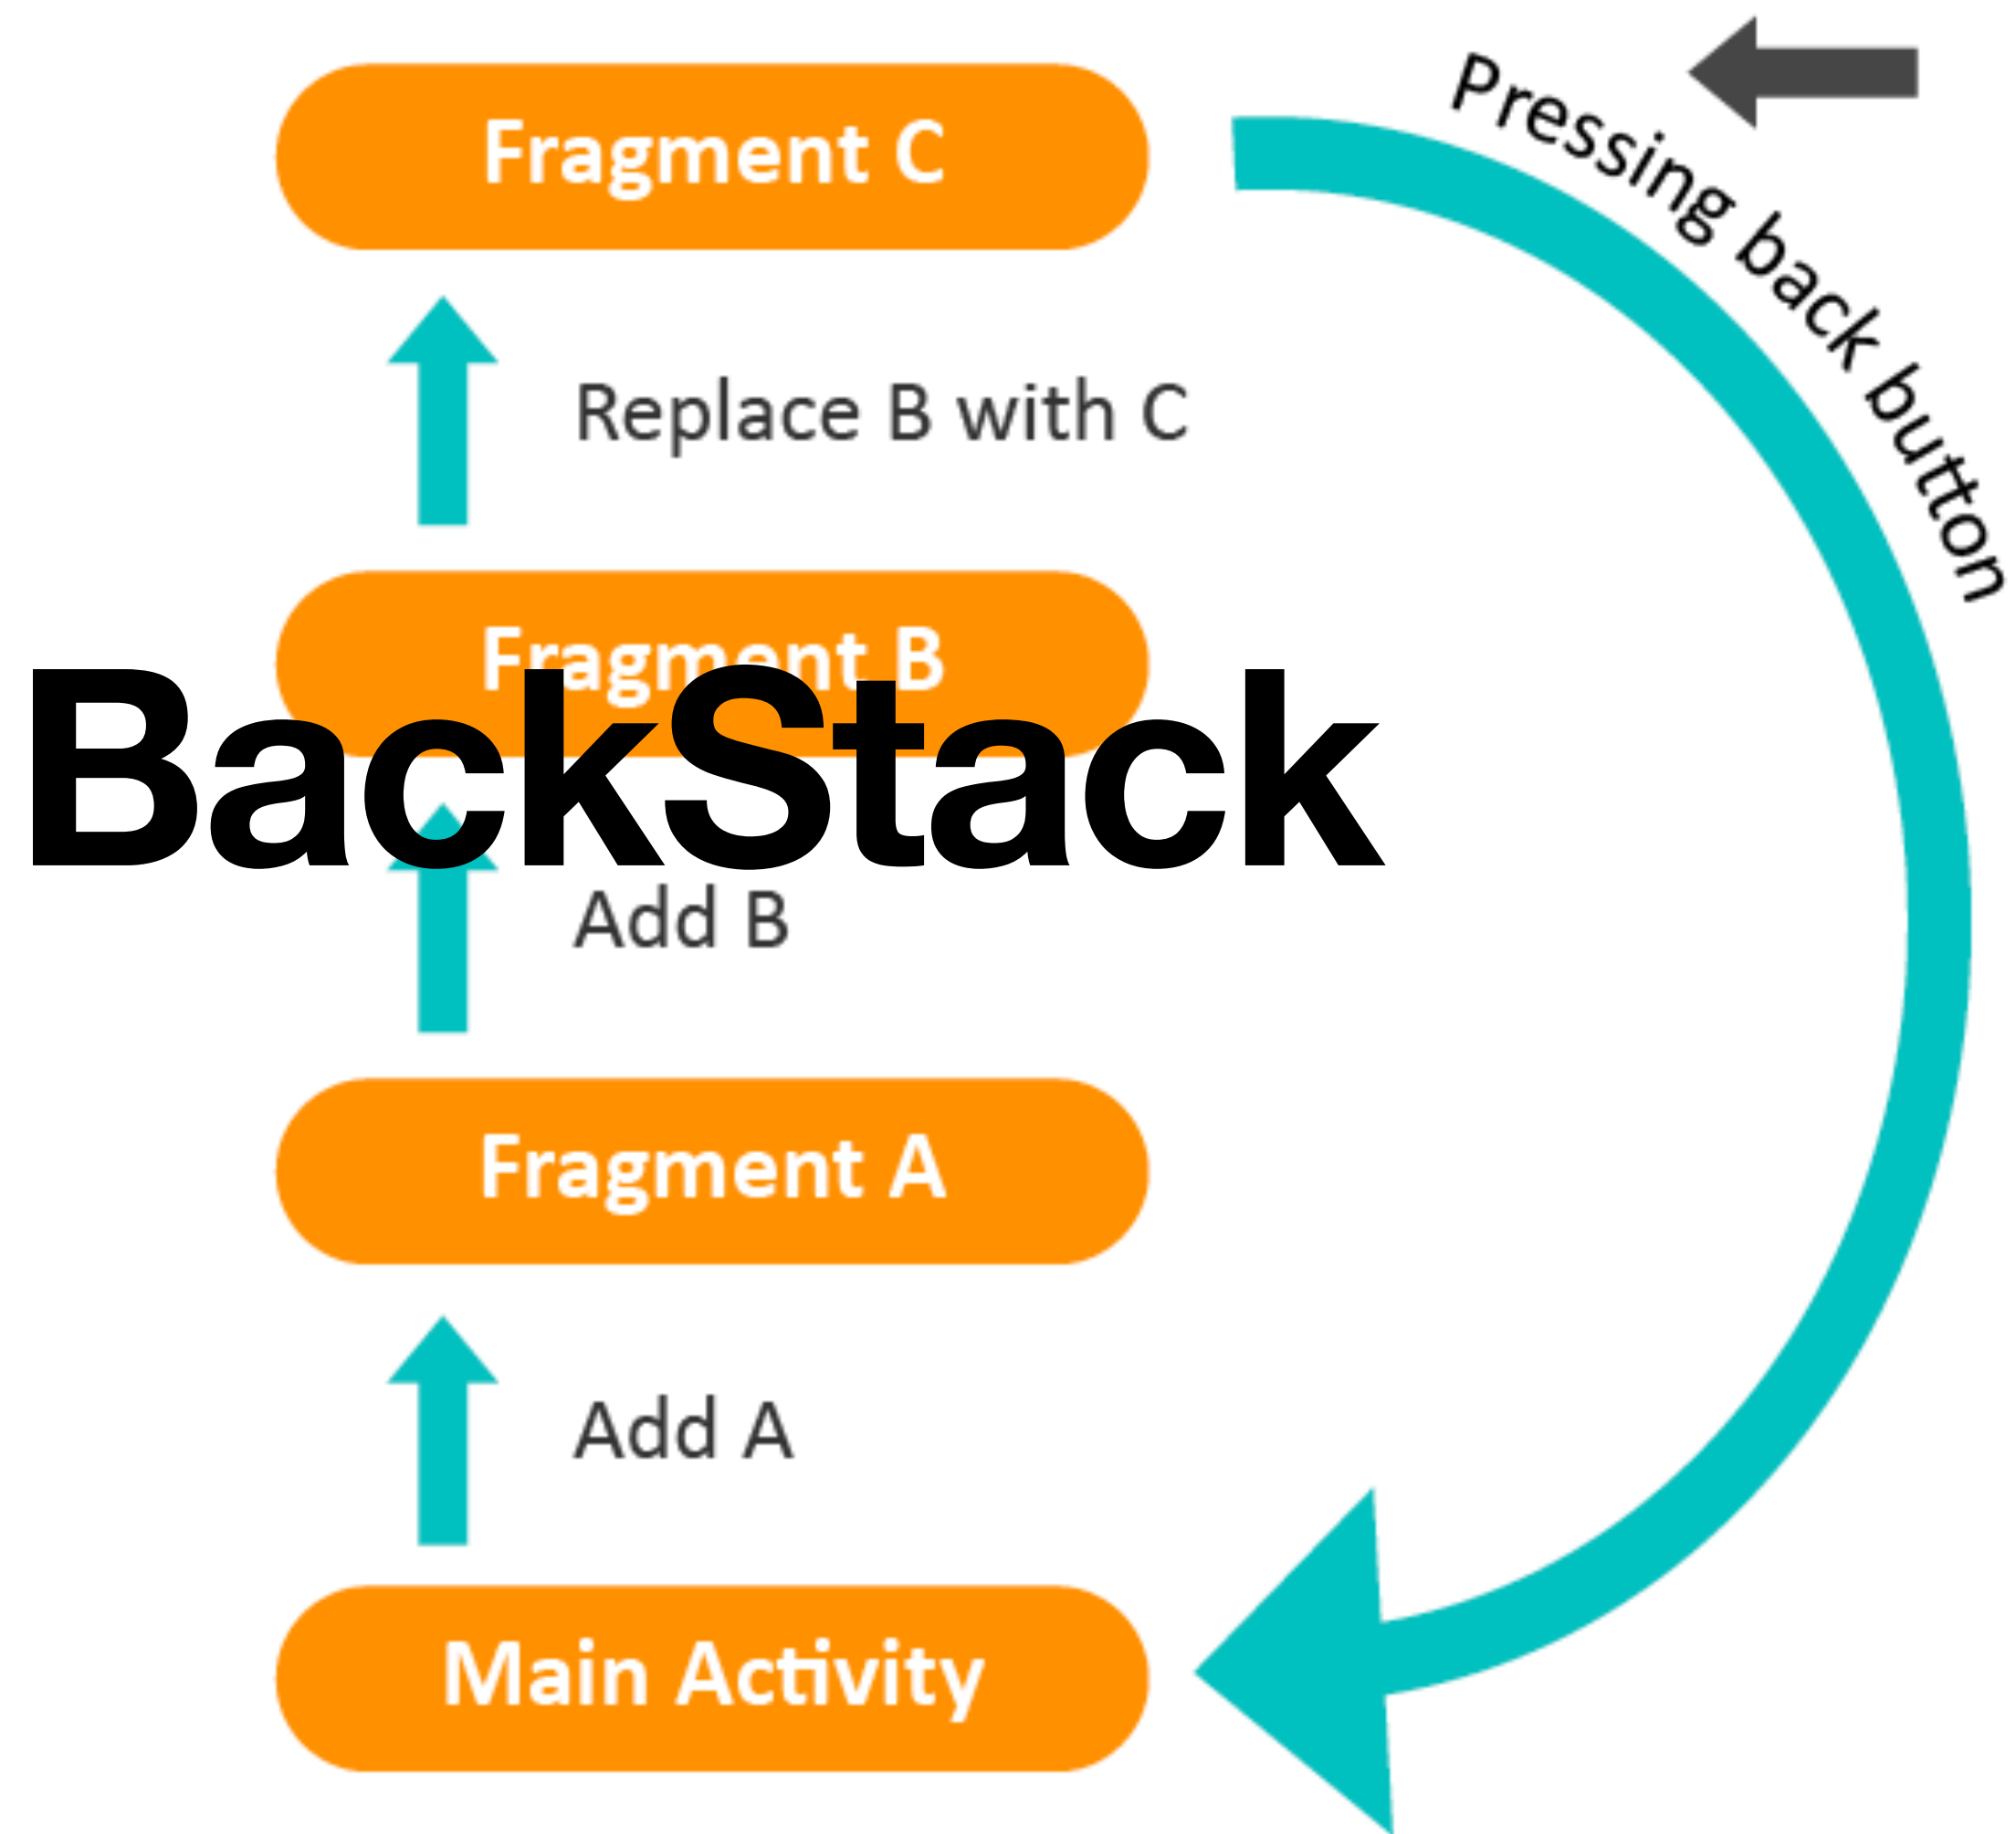 Fragment C
Pressing back button
Replace B with C
Fragment B
BackStack
Add B
Fragment A
Add A
Main Activity